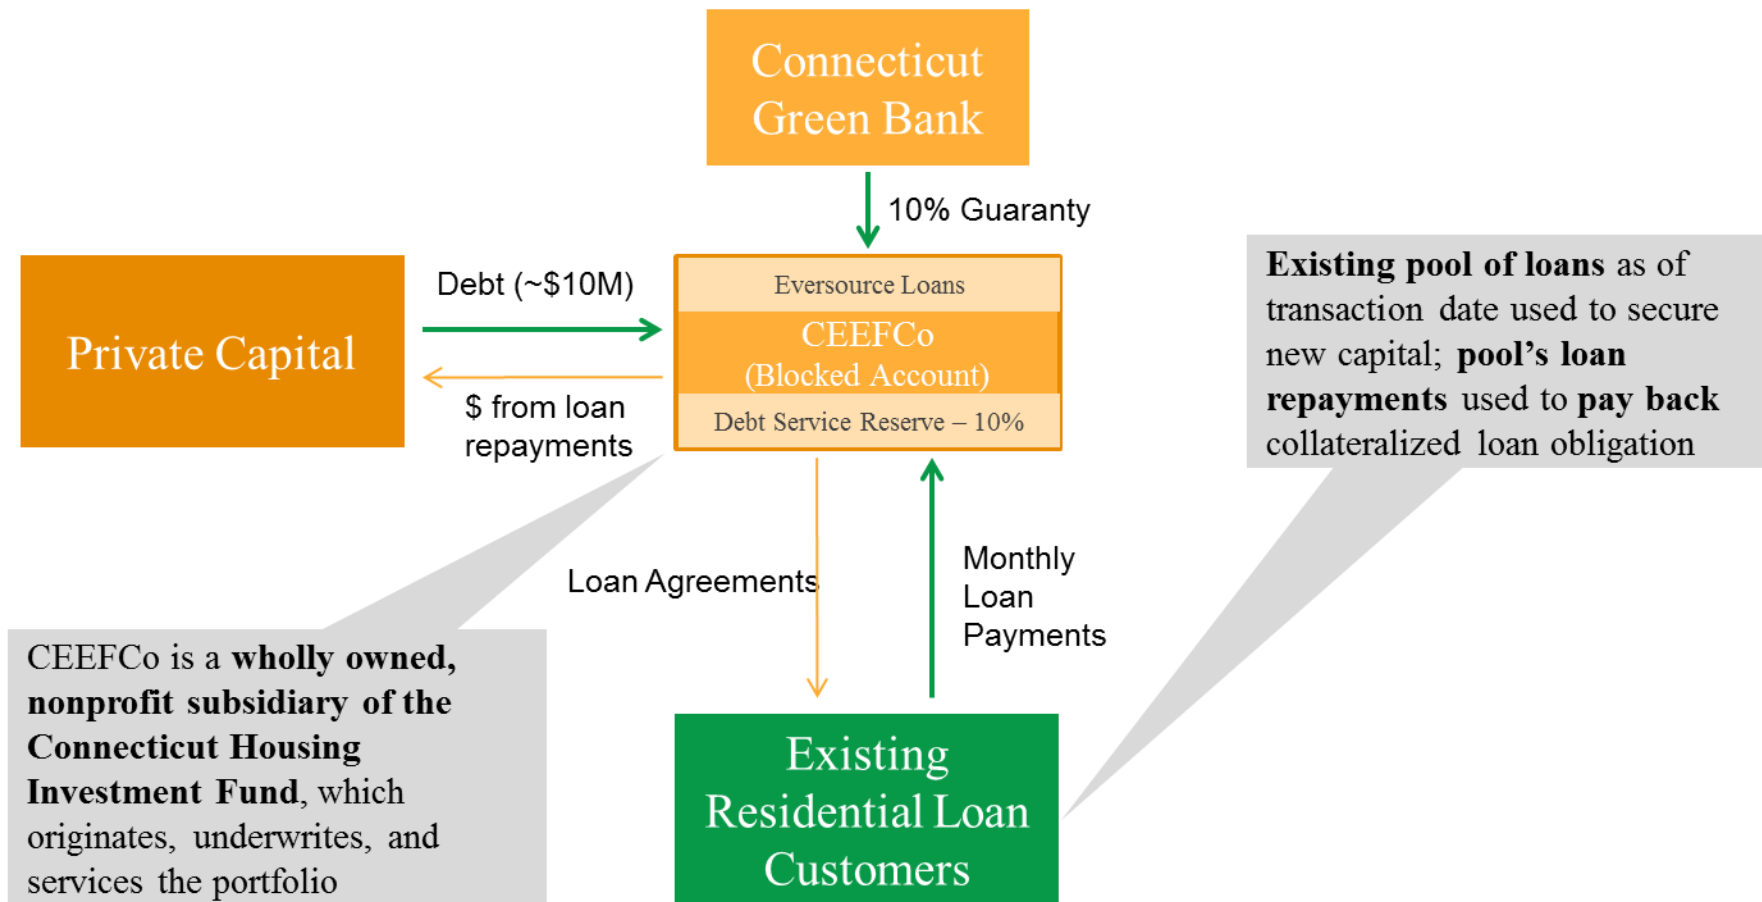 Connecticut
Green Bank
10% Guaranty
Private Capital
Debt (~$10M)
$ from loan
repayments
Eversource Loans
CEEFCo
(Blocked Account)
Debt Service Reserve – 10%
Existing pool of loans as of
transaction date used to secure
new capital; pool’s loan
repayments used to pay back
collateralized loan obligation
Loan Agreements
Monthly
Loan
Payments
CEEFCo is a wholly owned,
nonprofit subsidiary of the
Connecticut Housing
Investment Fund, which
originates, underwrites, and
services the portfolio
Existing
Residential Loan
Customers